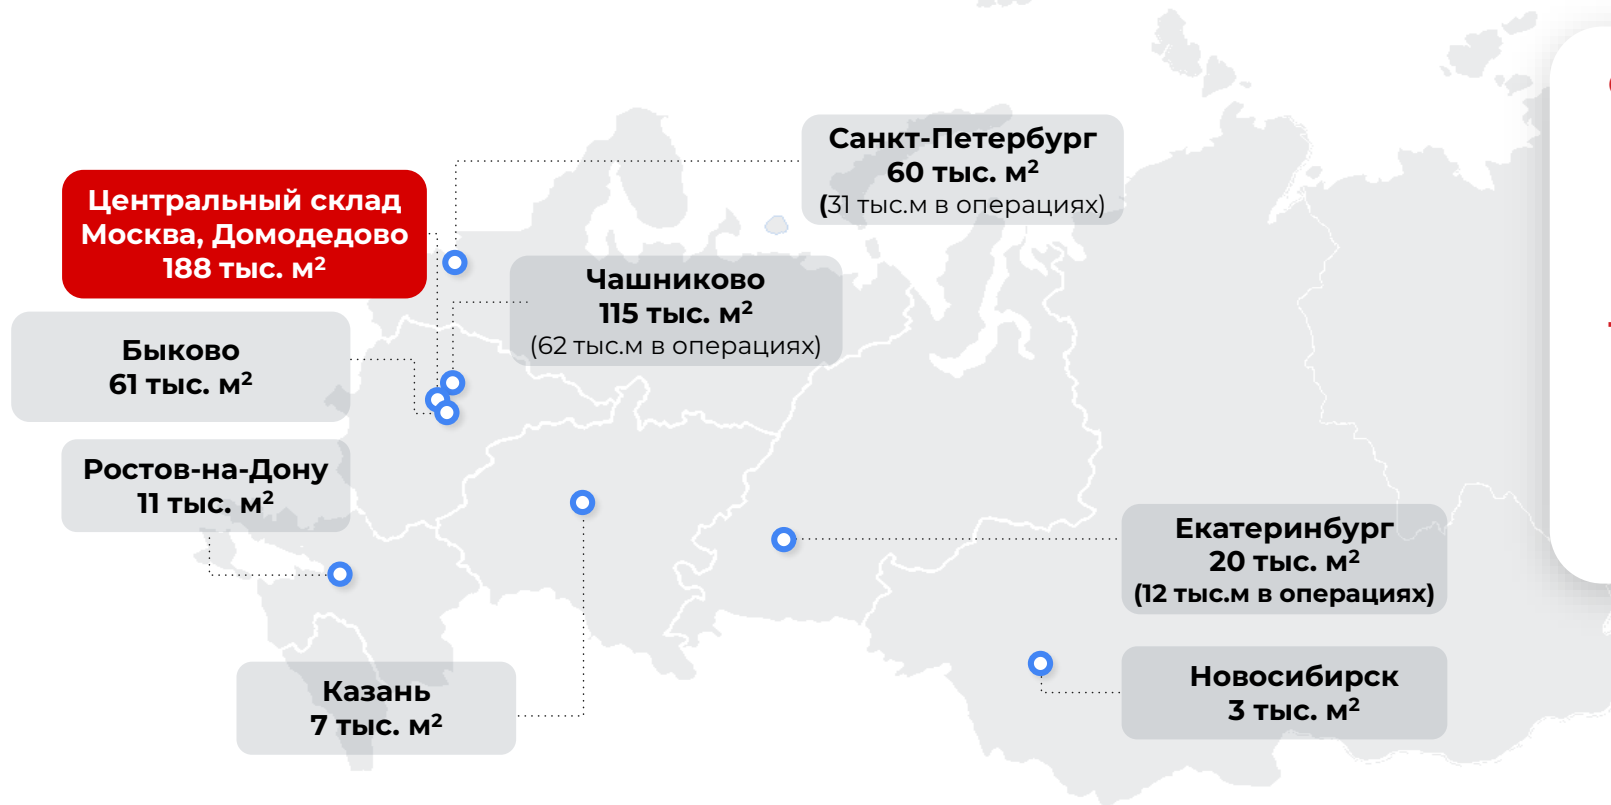 Санкт-Петербург
60 тыс. м²
(31 тыс.м в операциях)
Центральный склад
Москва, Домодедово
188 тыс. м²
Чашниково
115 тыс. м²
(62 тыс.м в операциях)
Быково
61 тыс. м²
Ростов-на-Дону
11 тыс. м²
Екатеринбург
20 тыс. м²
(12 тыс.м в операциях)
Казань
7 тыс. м²
Новосибирск
3 тыс. м²